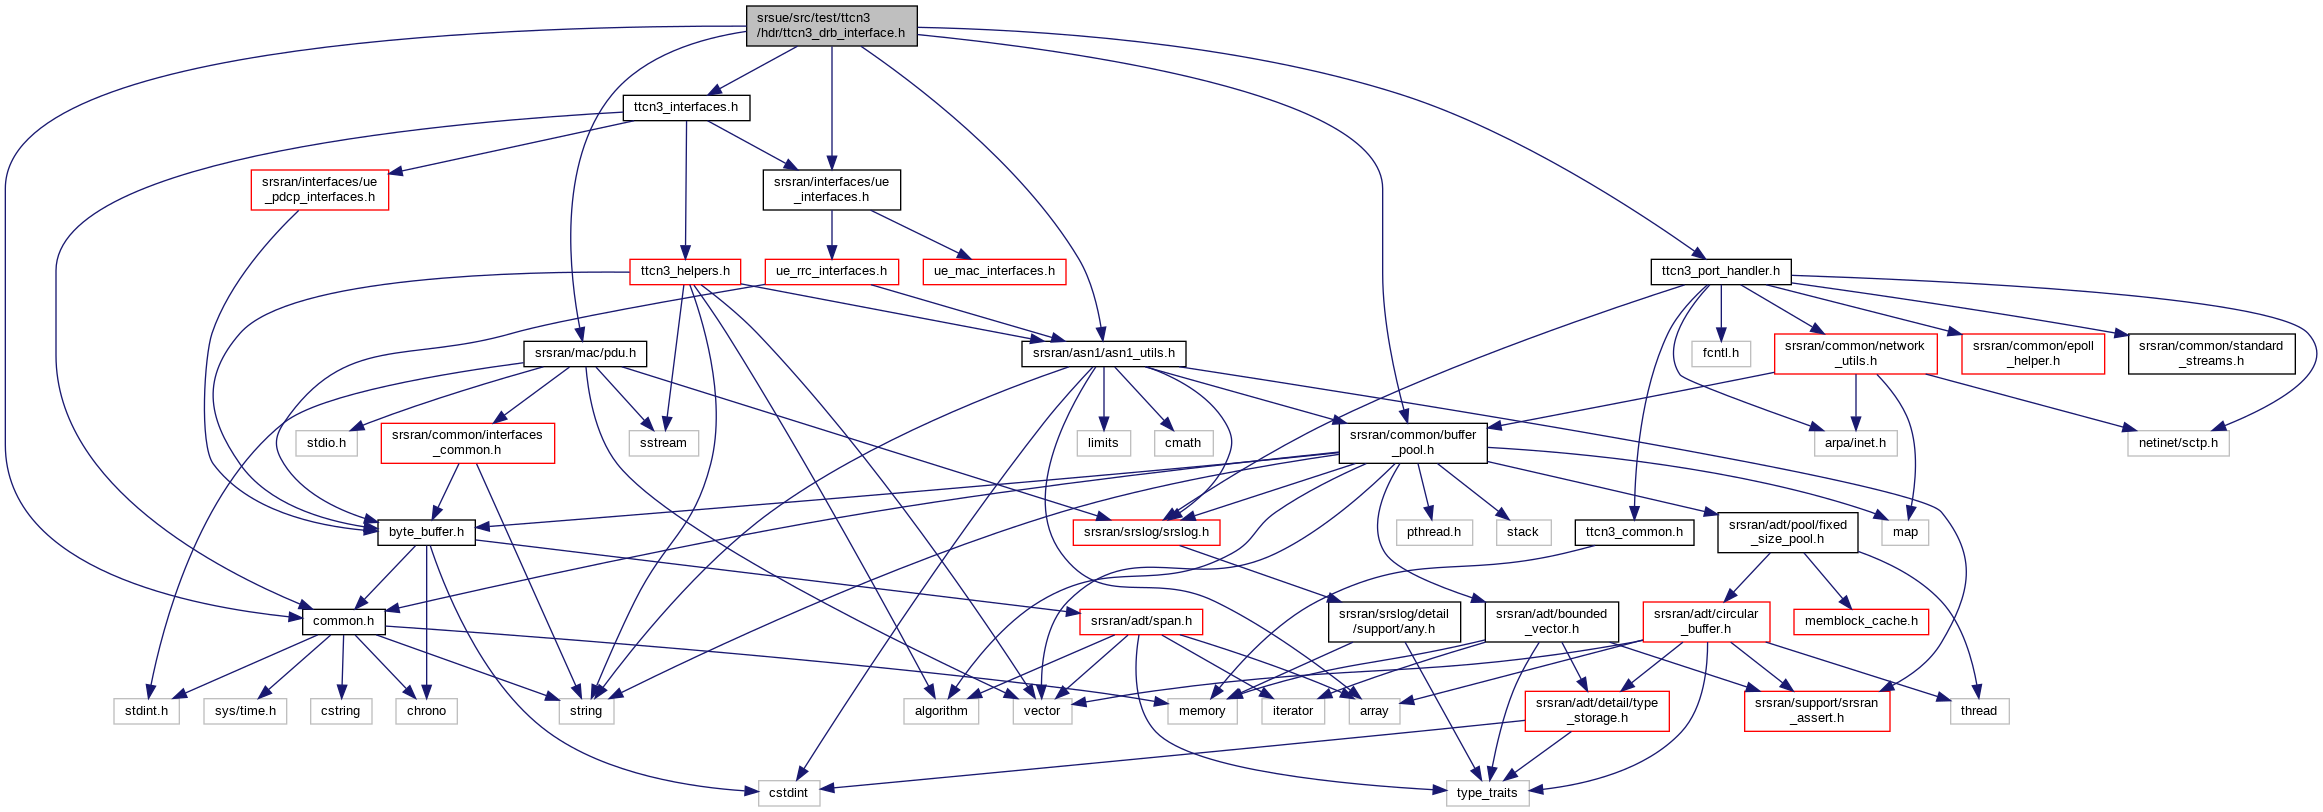 srsue/src/test/ttcn3
/hdr/ttcn3_drb_interface.h
ttcn3_interfaces.h
srsran/interfaces/ue
_pdcp_interfaces.h
srsran/interfaces/ue
_interfaces.h
ttcn3_helpers.h
ue_rrc_interfaces.h
ue_mac_interfaces.h
ttcn3_port_handler.h
srsran/mac/pdu.h
srsran/asn1/asn1_utils.h
fcntl.h
srsran/common/network
_utils.h
srsran/common/epoll
_helper.h
srsran/common/standard
_streams.h
stdio.h
srsran/common/interfaces
_common.h
sstream
limits
cmath
srsran/common/buffer
_pool.h
arpa/inet.h
netinet/sctp.h
byte_buffer.h
srsran/srslog/srslog.h
pthread.h
stack
ttcn3_common.h
srsran/adt/pool/fixed
_size_pool.h
map
common.h
srsran/adt/span.h
srsran/srslog/detail
/support/any.h
srsran/adt/bounded
_vector.h
srsran/adt/circular
_buffer.h
memblock_cache.h
stdint.h
sys/time.h
cstring
chrono
string
algorithm
vector
memory
iterator
array
srsran/adt/detail/type
_storage.h
srsran/support/srsran
_assert.h
thread
cstdint
type_traits